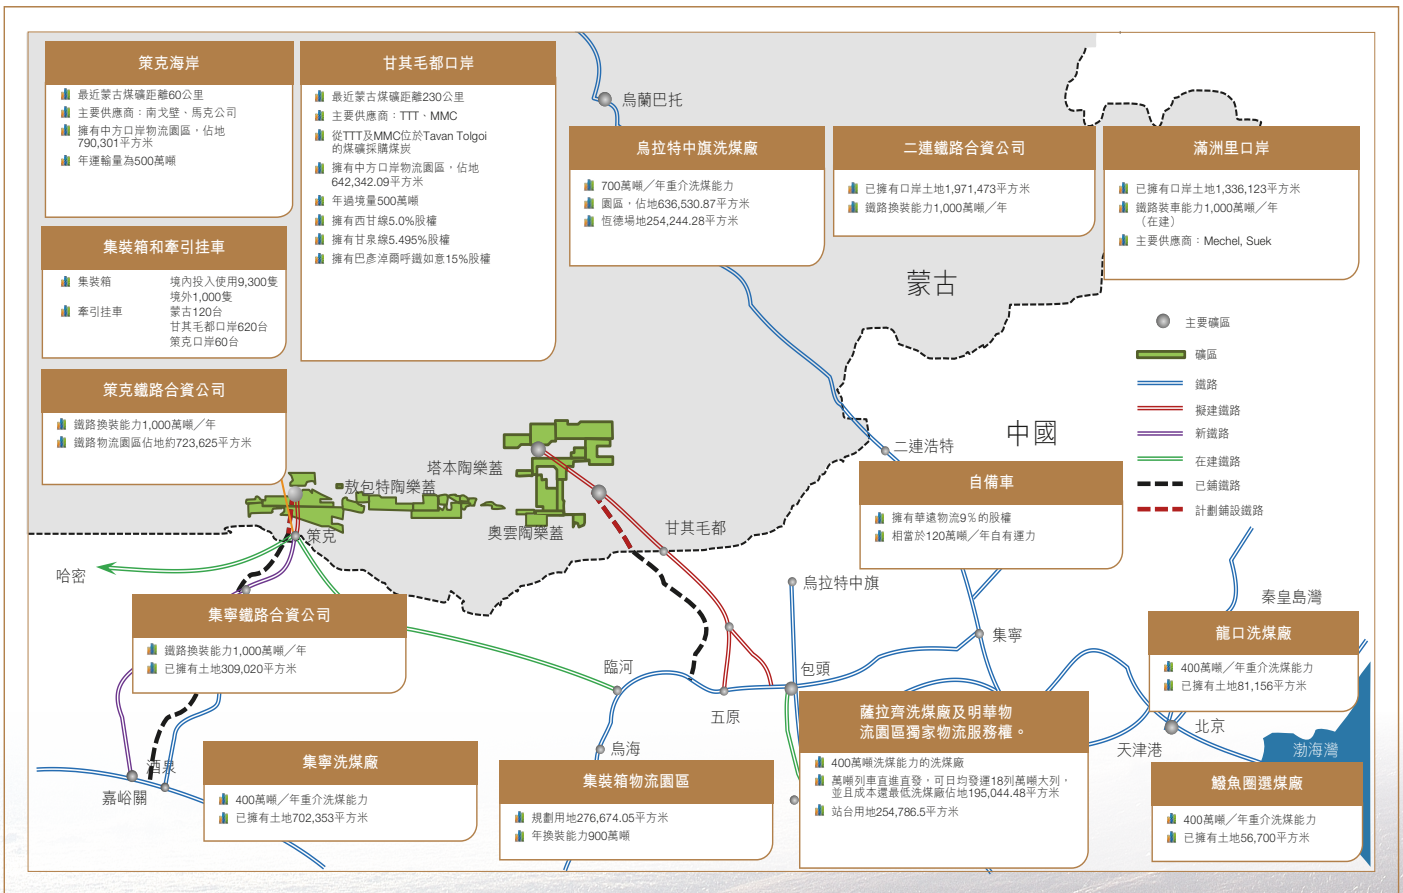 策克海岸
最近蒙古煤礦距離60公里
主要供應商：南戈壁、馬克公司
擁有中方口岸物流園區，佔地
790,301平方米
年運輸量為500萬噸
甘其毛都口岸
最近蒙古煤礦距離230公里
主要供應商：TTT、MMC
從TTT及MMC位於Tavan Tolgoi
的煤礦採購煤炭
擁有中方口岸物流園區，佔地
642,342.09平方米
年過境量500萬噸
擁有西甘線5.0%股權
擁有甘泉線5.495%股權
擁有巴彥淖爾呼鐵如意15%股權
烏蘭巴托
烏拉特中旗洗煤廠
700萬噸／年重介洗煤能力
園區，佔地636,530.87平方米
恆德場地254,244.28平方米
二連鐵路合資公司
已擁有口岸土地1,971,473平方米
鐵路換裝能力1,000萬噸／年
滿洲里口岸
已擁有口岸土地1,336,123平方米
鐵路裝車能力1,000萬噸／年
（在建）
主要供應商：Mechel, Suek
集裝箱和牽引挂車
集裝箱 境內投入使用9,300隻
境外1,000隻
牽引挂車 蒙古120台
甘其毛都口岸620台
策克口岸60台
蒙古
中國
主要礦區
礦區
鐵路
擬建鐵路
新鐵路
在建鐵路
已鋪鐵路
計劃鋪設鐵路
策克鐵路合資公司
鐵路換裝能力1,000萬噸／年
鐵路物流園區佔地約723,625平方米
塔本陶樂蓋
敖包特陶樂蓋
奧雲陶樂蓋
策克
甘其毛都
二連浩特
自備車
擁有華遠物流9%的股權
相當於120萬噸／年自有運力
哈密
烏拉特中旗
秦皇島灣
集寧鐵路合資公司
鐵路換裝能力1,000萬噸／年
已擁有土地309,020平方米
集寧
龍口洗煤廠
400萬噸／年重介洗煤能力
已擁有土地81,156平方米
臨河
包頭
五原
薩拉齊洗煤廠及明華物
流園區獨家物流服務權。
400萬噸洗煤能力的洗煤廠
萬噸列車直進直發，可日均發運18列萬噸大列，
並且成本還最低洗煤廠佔地195,044.48平方米
站台用地254,786.5平方米
北京
天津港
渤海灣
烏海
酒泉
嘉峪關
集寧洗煤廠
400萬噸／年重介洗煤能力
已擁有土地702,353平方米
集裝箱物流園區
規劃用地276,674.05平方米
年換裝能力900萬噸
鱍魚圈選煤廠
400萬噸／年重介洗煤能力
已擁有土地56,700平方米